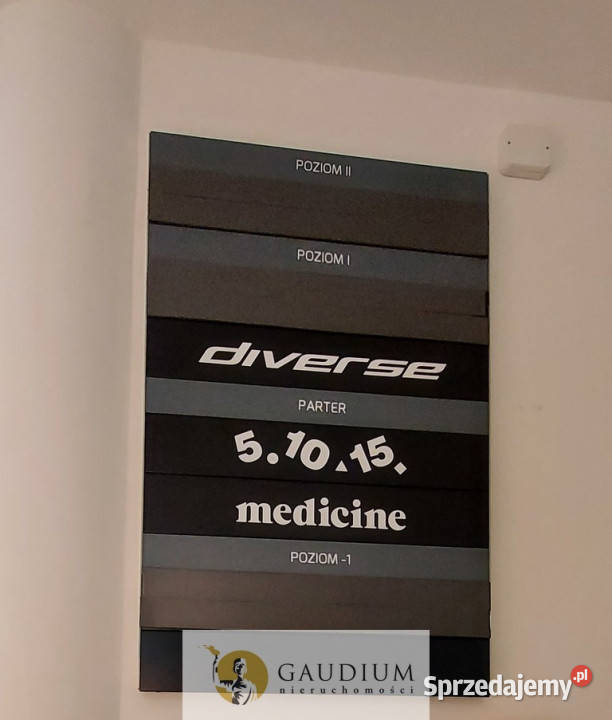 POZIOM II
POZIOM I
diverse
PARTER
5.10.15.
medicine
POZIOM -1
GAUDIUM
nieruchomości
Sprzedajemy.pl